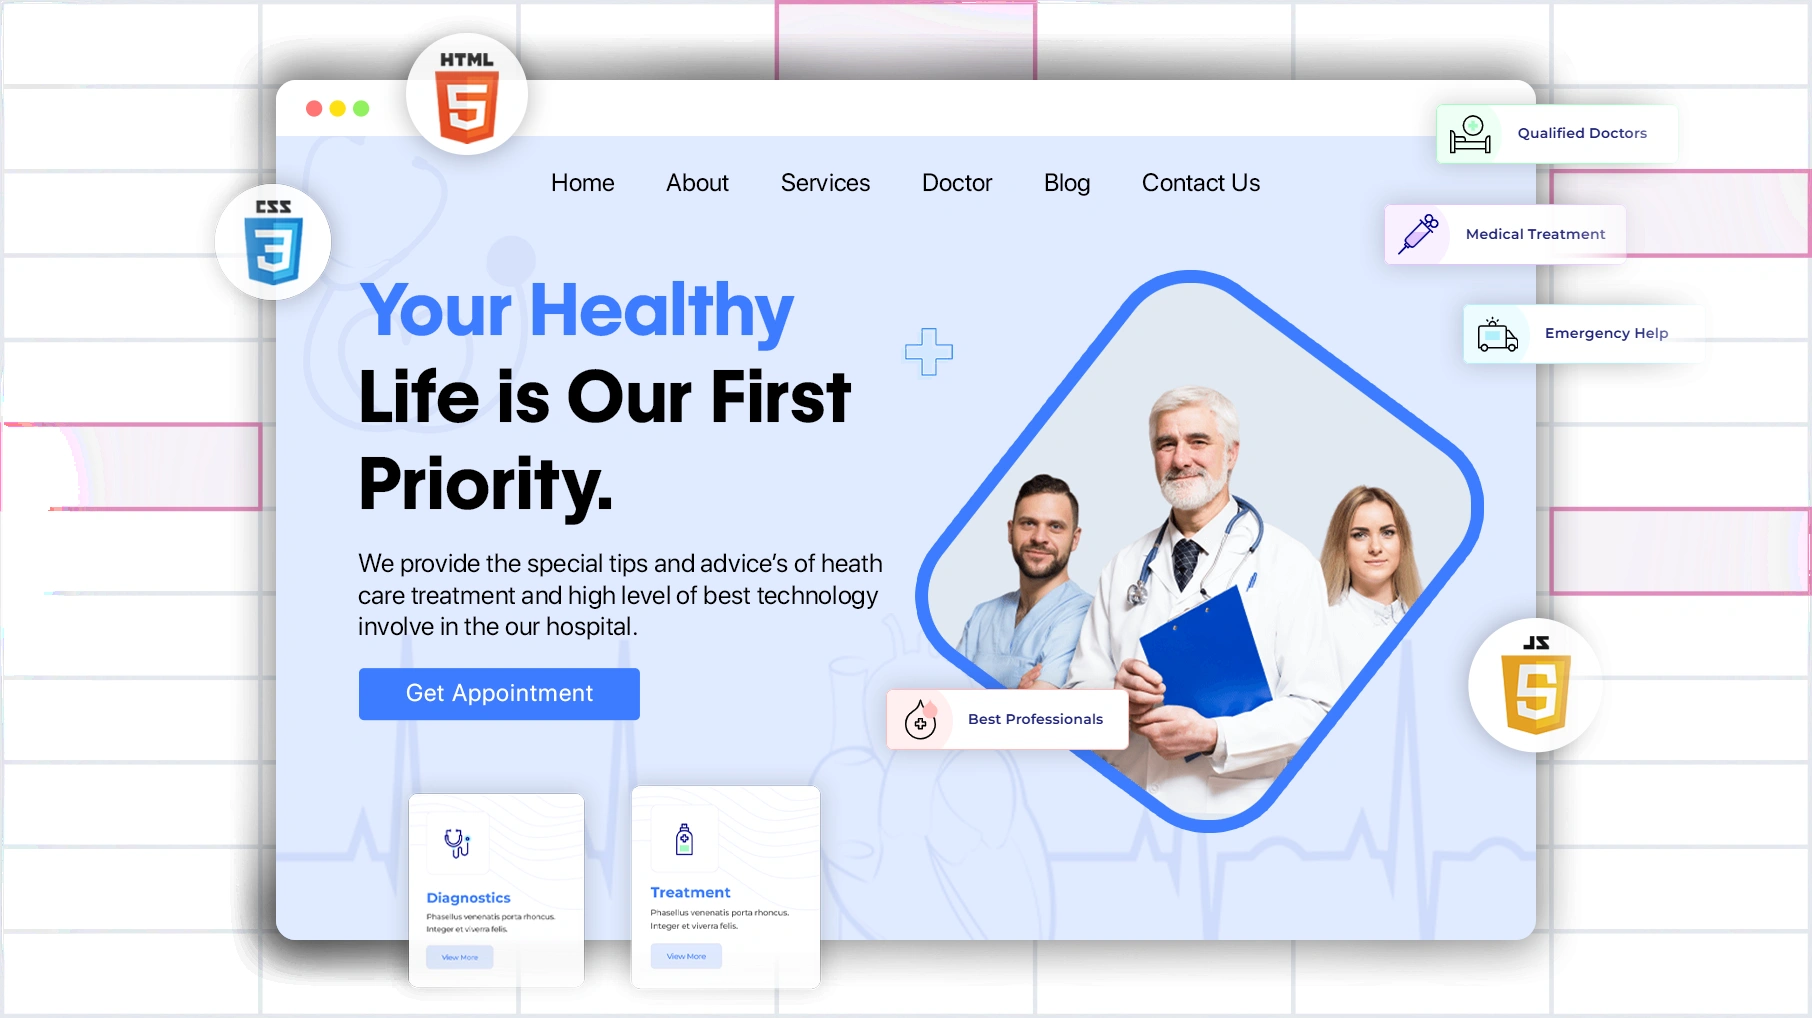 HTML
5
CSS
3
Home About Services Doctor Blog Contact Us
Qualified Doctors
Medical Treatment
Emergency Help
Your Healthy
Life is Our First
Priority.
We provide the special tips and advice’s of heath
care treatment and high level of best technology
involve in the our hospital.
Get Appointment
Best Professionals
JS
Diagnostics
Phasellus venenatis porta rhoncus.
Integer et viverra felis.
View More
Treatment
Phasellus venenatis porta rhoncus.
Integer et viverra felis.
View More